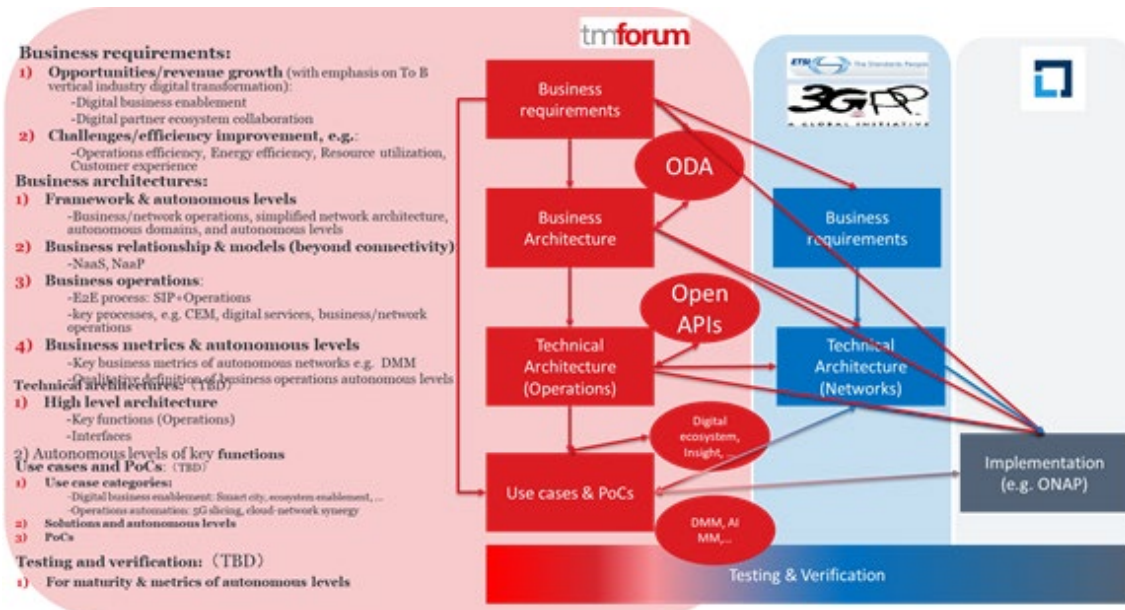 Business requirements:
1) Opportunities/revenue growth (with emphasis on To B
vertical industry digital transformation):
-Digital business enablement
-Digital partner ecosystem collaboration
2) Challenges/efficiency improvement, e.g.:
-Operations efficiency, Energy efficiency, Resource utilization,
Customer experience
Business architectures:
1) Framework & autonomous levels
-Business/network operations, simplified network architecture,
autonomous domains, and autonomous levels
2) Business relationship & models (beyond connectivity)
-NaaS, NaaP
3) Business operations:
-E2E process: SIP+Operations
-key processes, e.g. CEM, digital services, business/network
operations
4) Business metrics & autonomous levels
-Key business metrics of autonomous networks e.g. DMM
-Qualitative definition of business operations autonomous levels
Technical architectures:（TBD）
1) High level architecture
-Key functions (Operations)
-Interfaces
2) Autonomous levels of key functions
Use cases and PoCs:（TBD）
1) Use case categories:
-Digital business enablement: Smart city, ecosystem enablement, ...
-Operations automation: 5G slicing, cloud-network synergy
2) Solutions and autonomous levels
3) PoCs
Testing and verification:（TBD）
1) For maturity & metrics of autonomous levels
tmforum
Business
requirements
ODA
Business
Architecture
Open
APIs
Technical
Architecture
(Operations)
Digital
ecosystem,
Insight, ...
Use cases & PoCs
DMM, AI
MM,...
ETSI
The Standards People
3GPP
A GLOBAL INITIATIVE
Business
requirements
Technical
Architecture
(Networks)
Implementation
(e.g. ONAP)
Testing & Verification